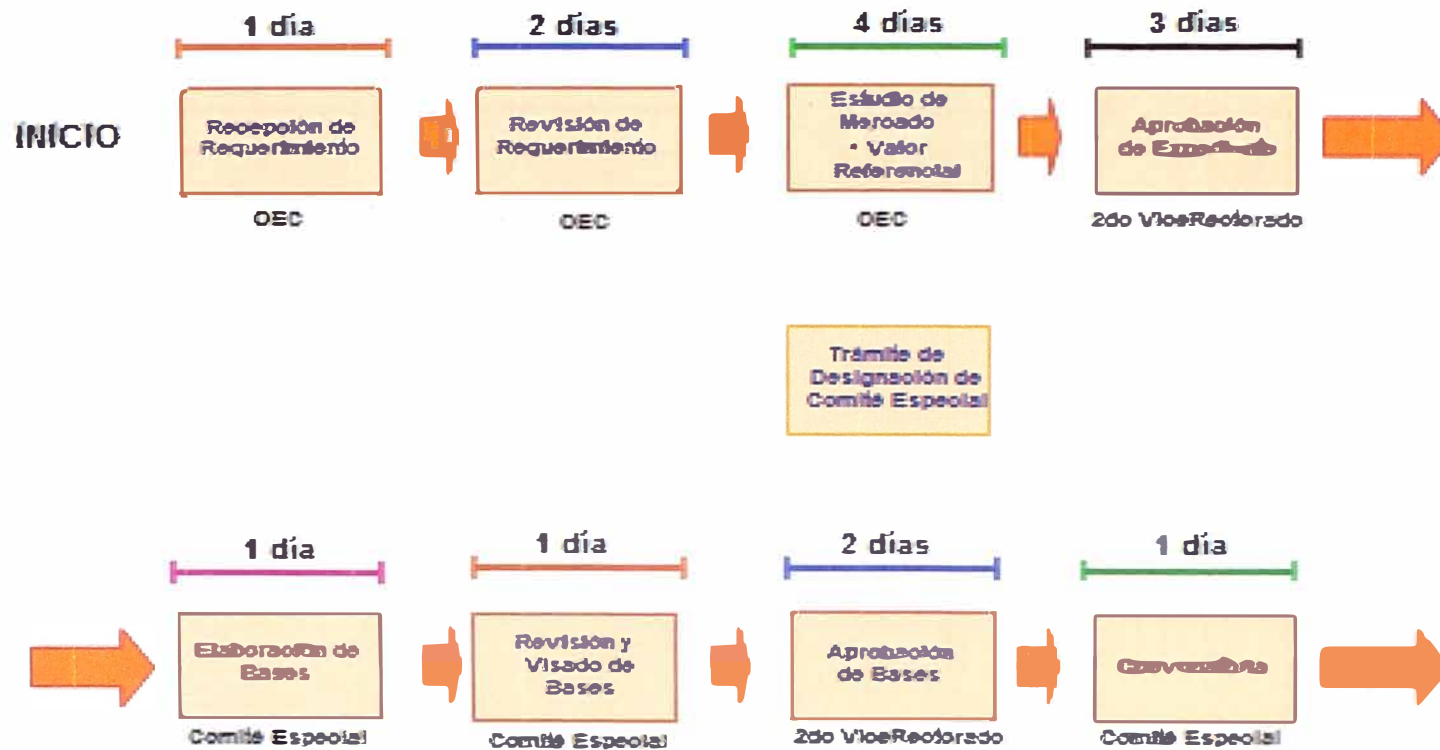 1 día
2 días
4 días
3 días
INICIO
Recepción de
Requerimiento
Revisión de
Requerimiento
Estudio de
Mercado
• Valor
Referencial
Aprobación
de Expediente
OEC
OEC
OEC
2do ViceRectorado
Trámite de
Designación de
Comité Especial
1 día
1 día
2 días
1 día
Elaboración de
Bases
Revisión y
Visado de
Bases
Aprobación
de Bases
Convocatoria
Comité Especial
Comité Especial
2do ViceRectorado
Comité Especial